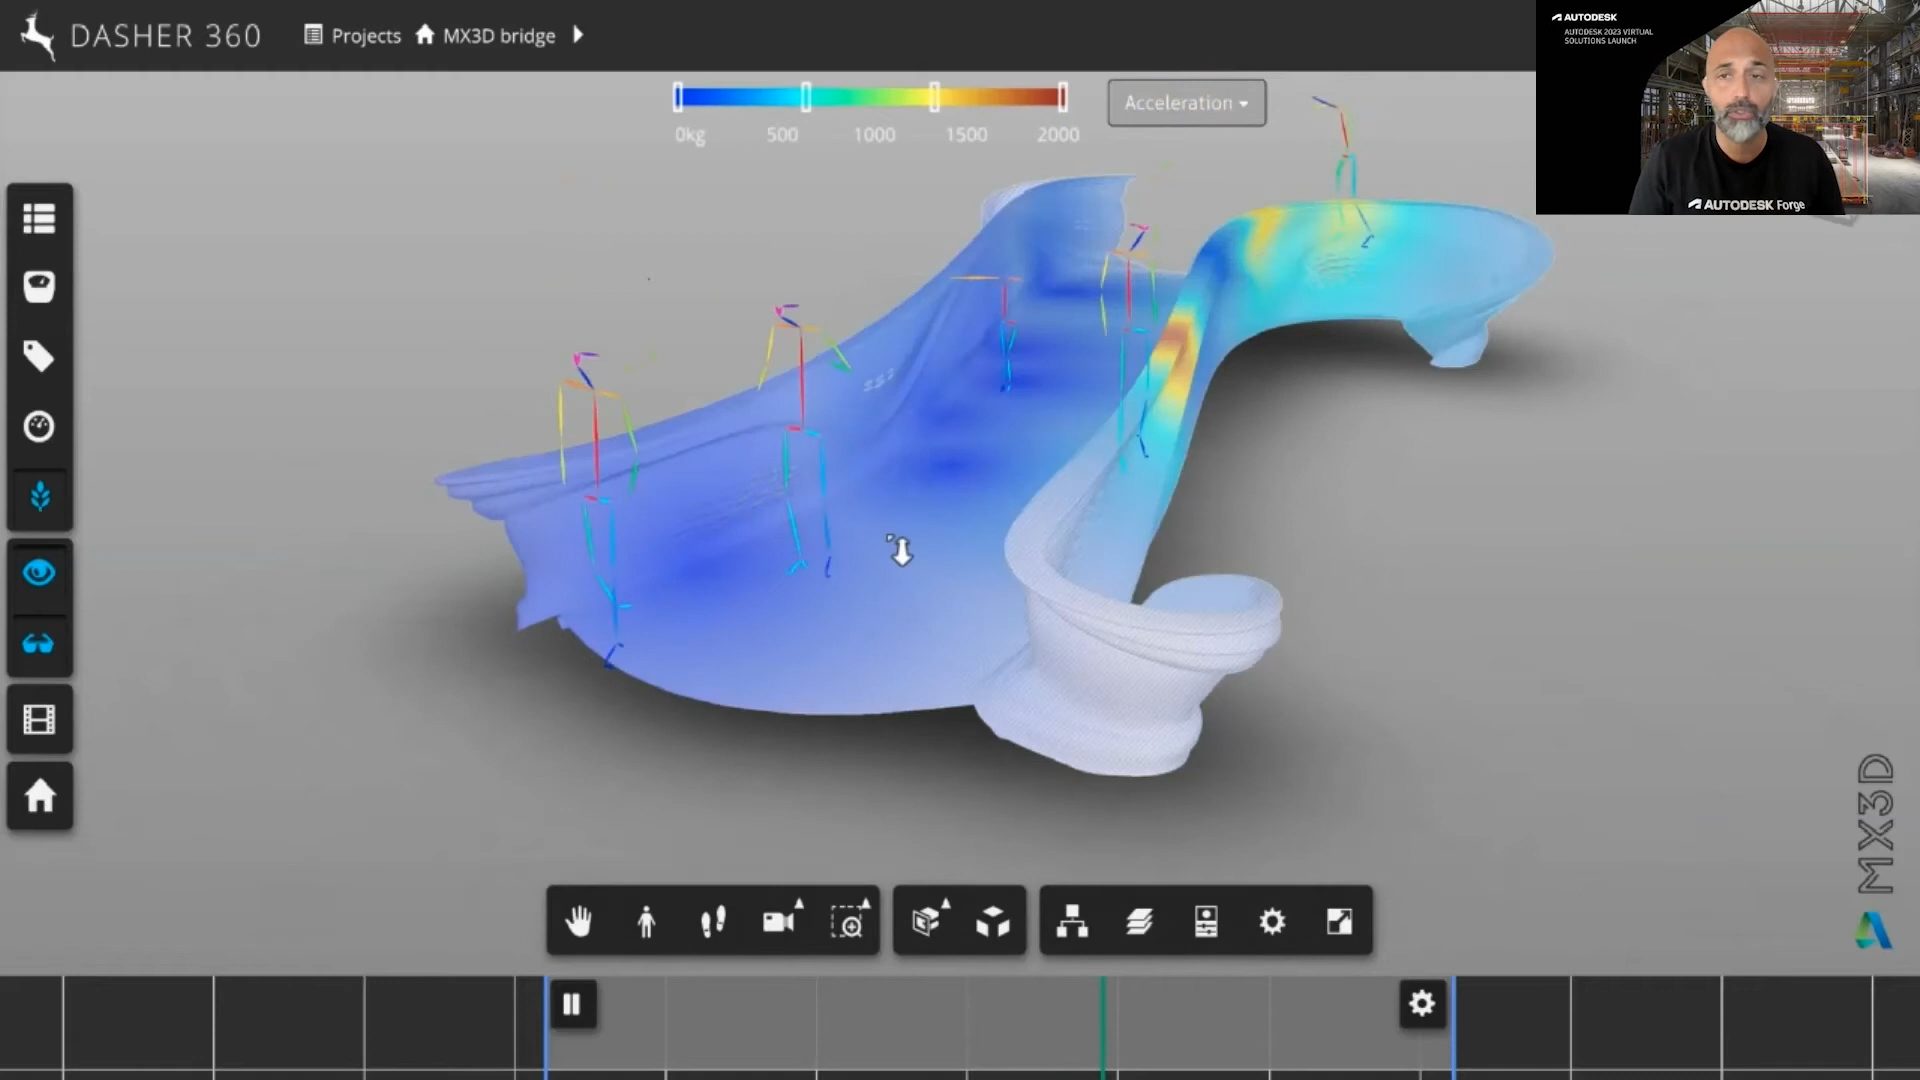 DASHER 360
Projects
MX3D bridge
0kg 500 1000 1500 2000
Acceleration
AUTODESK
AUTODESK 2023 VIRTUAL
SOLUTIONS LAUNCH
AUTODESK Forge
MX3D